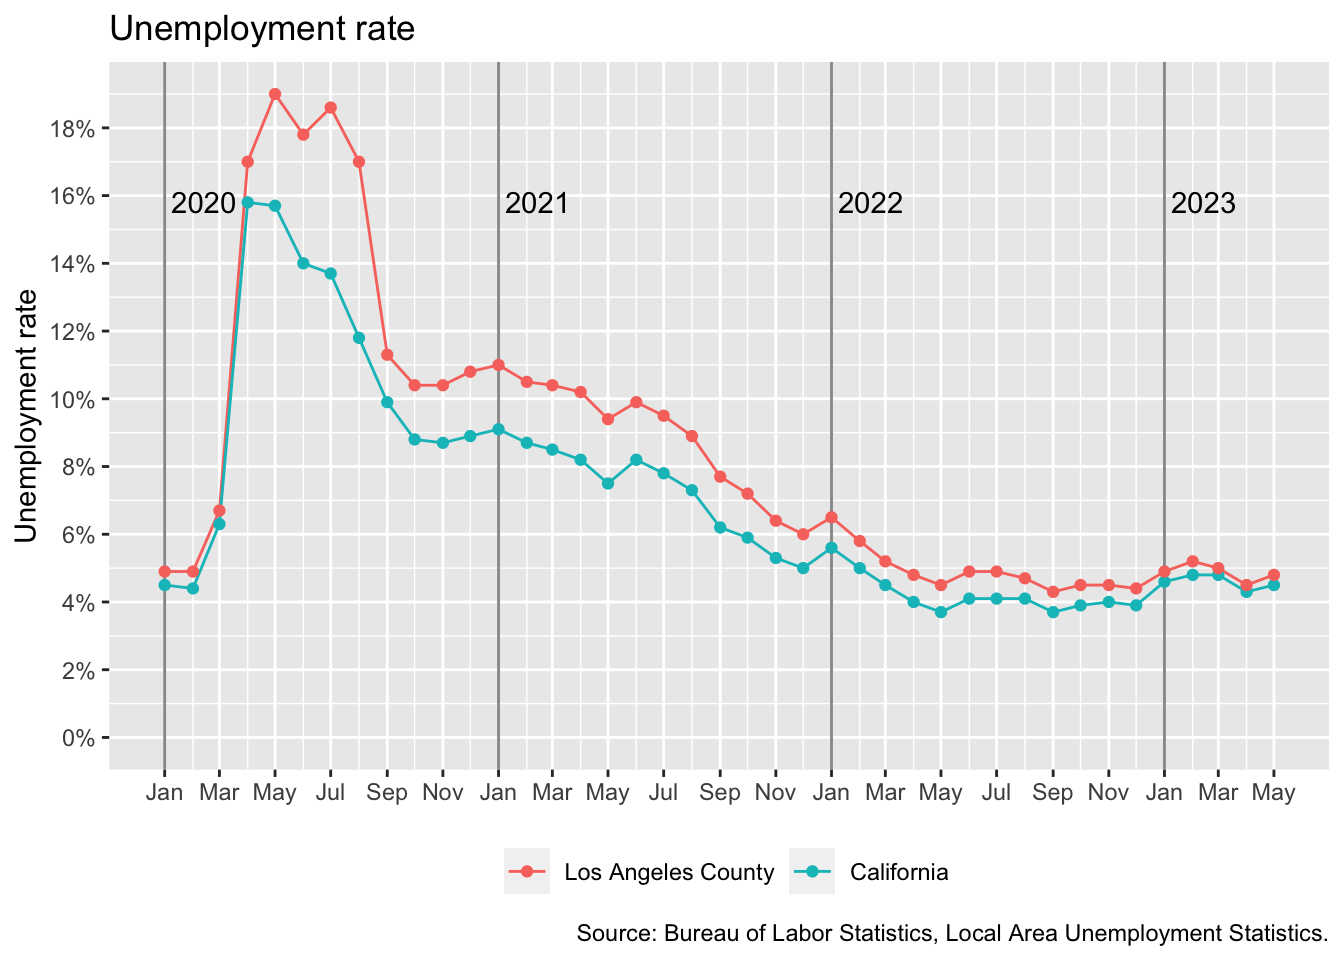 Unemployment rate
Unemployment rate
18%
16%
14%
12%
10%
8%
6%
4%
2%
0%
2020 2021 2022 2023
Jan Mar May Jul Sep Nov Jan Mar May Jul Sep Nov Jan Mar May Jul Sep Nov Jan Mar May
Los Angeles County California
Source: Bureau of Labor Statistics, Local Area Unemployment Statistics.